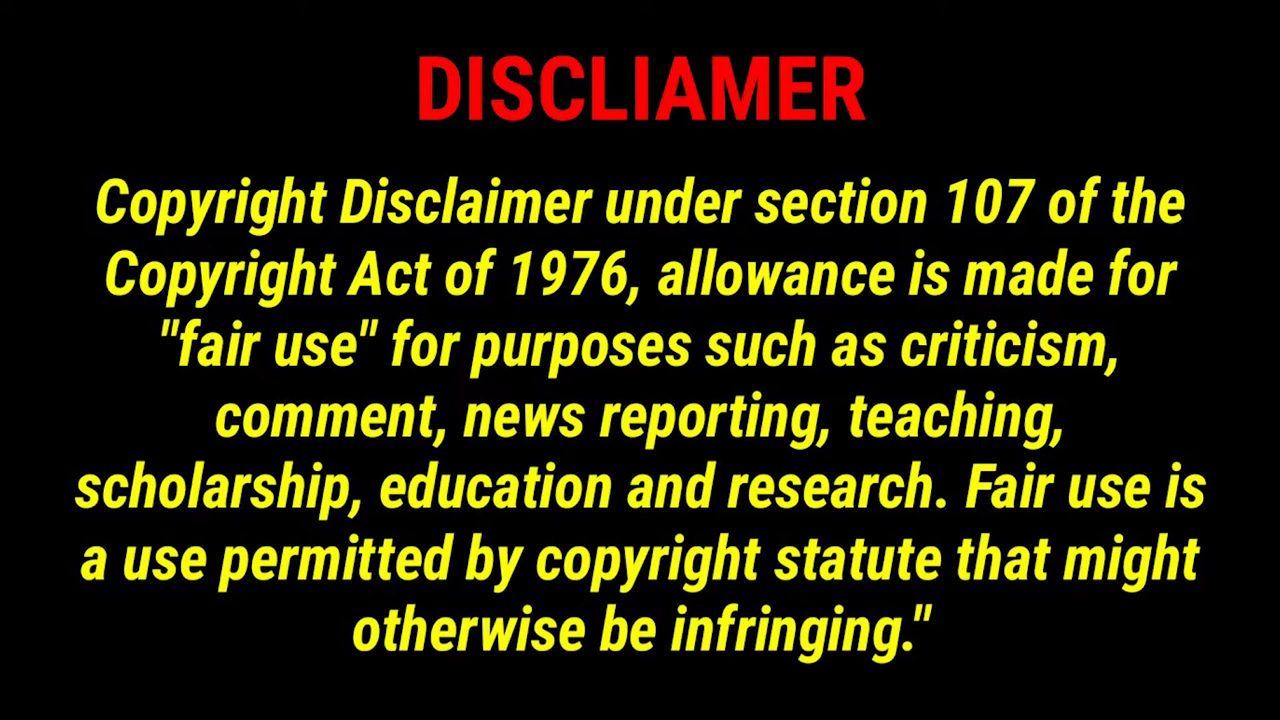 DISCLIAMER
Copyright Disclaimer under section 107 of the
Copyright Act of 1976, allowance is made for
"fair use" for purposes such as criticism,
comment, news reporting, teaching,
scholarship, education and research. Fair use is
a use permitted by copyright statute that might
otherwise be infringing."